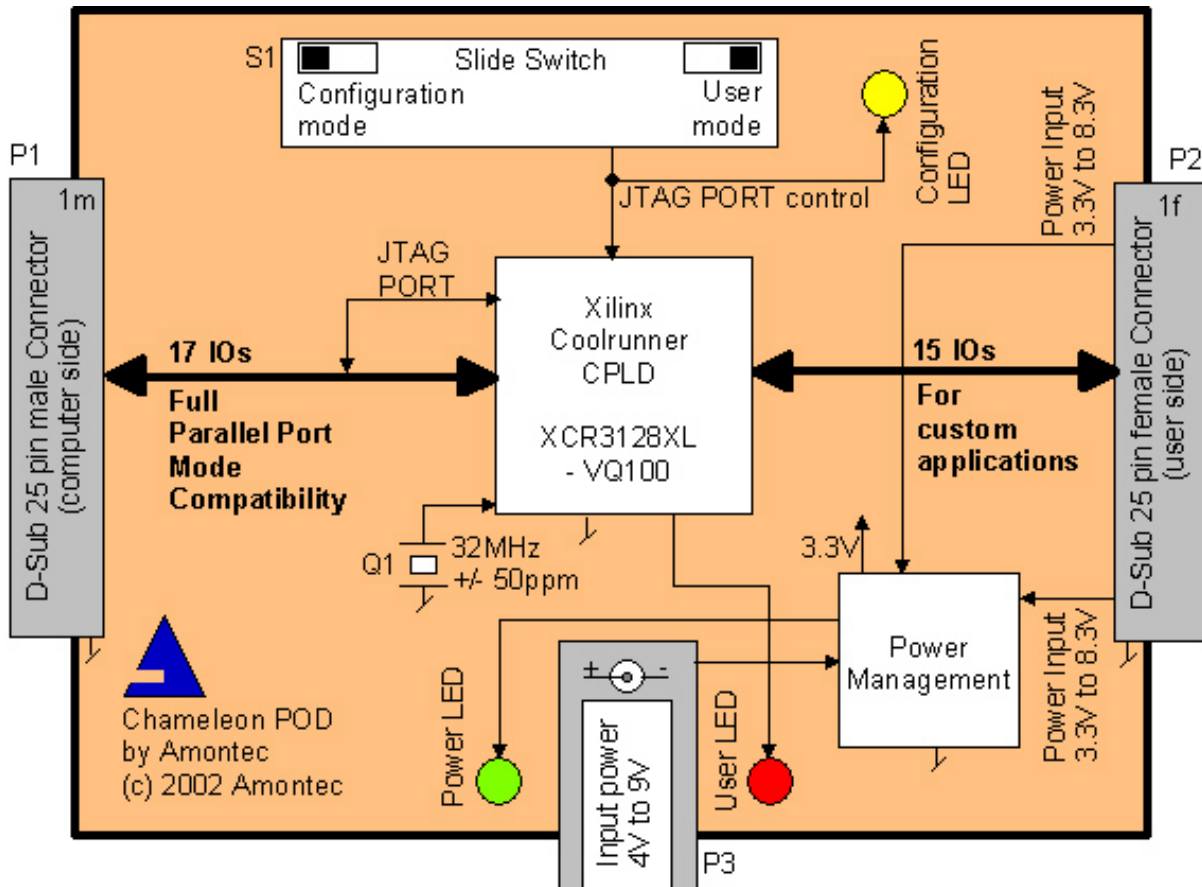 S1
Slide Switch
Configuration
mode
User
mode
Configuration
LED
Power Input
3.3V to 8.3V
P1
P2
1m
1f
D-Sub 25 pin male Connector
(computer side)
D-Sub 25 pin female Connector
(user side)
JTAG PORT control
JTAG
PORT
Xilinx
Coolrunner
CPLD
XCR3128XL
- VQ100
17 IOs
Full
Parallel Port
Mode
Compatibility
15 IOs
For
custom
applications
Q1
32MHz
+/- 50ppm
3.3V
Power
Management
Power Input
3.3V to 8.3V
Chameleon POD
by Amontec
(c) 2002 Amontec
Power LED
+ -
Input power
4V to 9V
User LED
P3